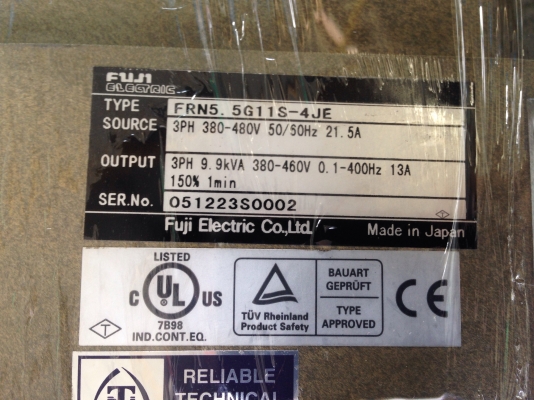 FUJI
ELECTRIC
TYPE FRN5.5G11S-4JE
SOURCE 3PH 380-480V 50/60Hz 21.5A
OUTPUT 3PH 9.9kVA 380-460V 0.1-400Hz 13A
150% 1min
SER.No. 051223S0002
Fuji Electric Co.,Ltd. Made in Japan
LISTED
C UL US
7B98
IND.CONT.EQ.
T
TÜV Rheinland
Product Safety
BAUART
GEPRÜFT
TYPE
APPROVED
CE
RELIABLE
TECHNICAL